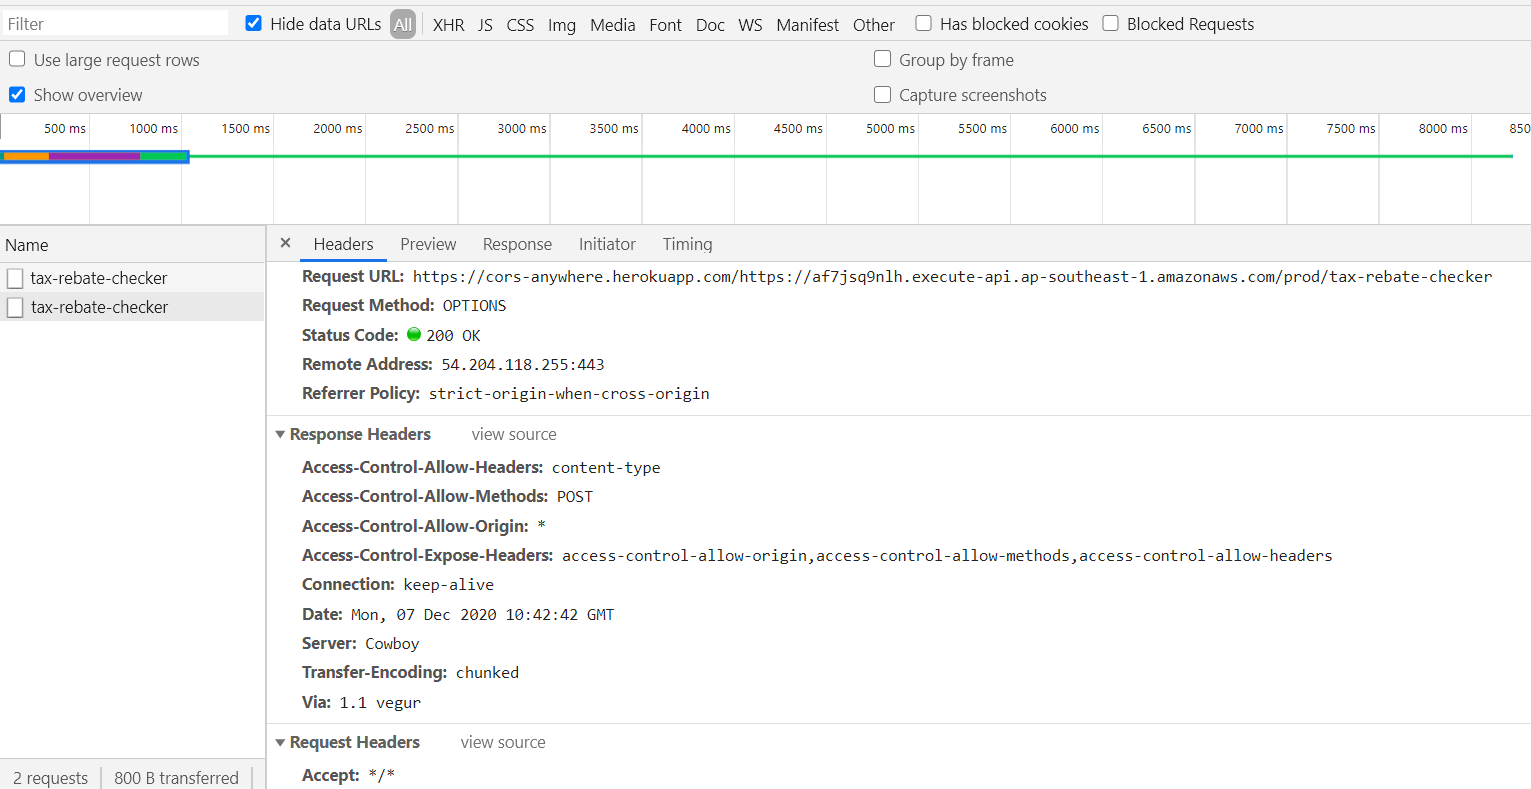 Filter Hide data URLs All XHR JS CSS Img Media Font Doc WS Manifest Other Has blocked cookies Blocked Requests
Use large request rows Group by frame
Show overview Capture screenshots
500 ms 1000 ms 1500 ms 2000 ms 2500 ms 3000 ms 3500 ms 4000 ms 4500 ms 5000 ms 5500 ms 6000 ms 6500 ms 7000 ms 7500 ms 8000 ms 850
Name × Headers Preview Response Initiator Timing
tax-rebate-checker
tax-rebate-checker
Request URL: https://cors-anywhere.herokuapp.com/https://af7jsq9nlh.execute-api.ap-southeast-1.amazonaws.com/prod/tax-rebate-checker
Request Method: OPTIONS
Status Code: 200 OK
Remote Address: 54.204.118.255:443
Referrer Policy: strict-origin-when-cross-origin
Response Headers view source
Access-Control-Allow-Headers: content-type
Access-Control-Allow-Methods: POST
Access-Control-Allow-Origin: *
Access-Control-Expose-Headers: access-control-allow-origin,access-control-allow-methods,access-control-allow-headers
Connection: keep-alive
Date: Mon, 07 Dec 2020 10:42:42 GMT
Server: Cowboy
Transfer-Encoding: chunked
Via: 1.1 vegur
Request Headers view source
Accept: */*
2 requests 800 B transferred